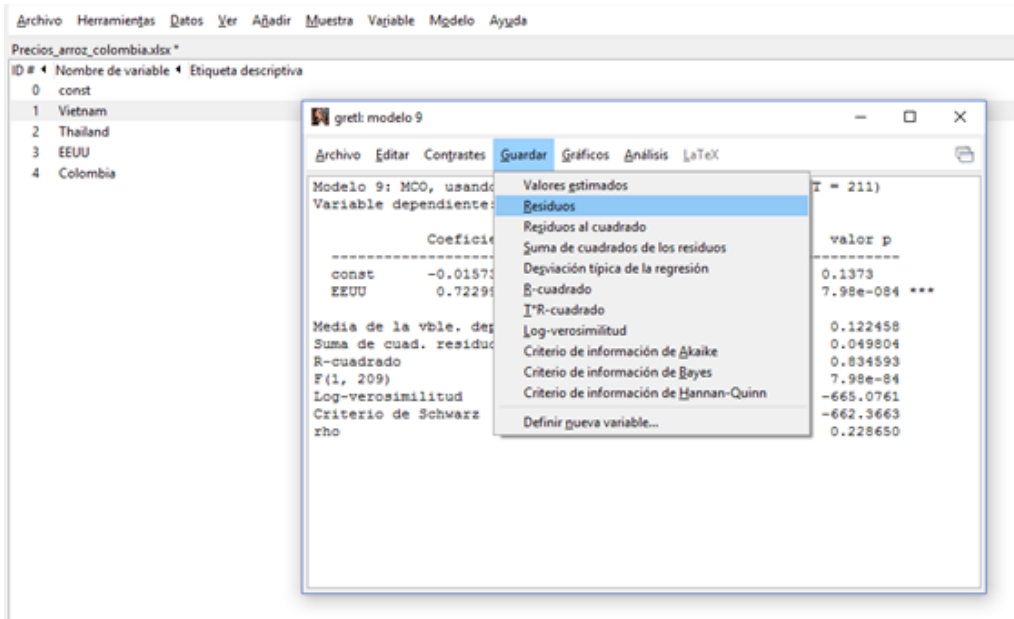 Archivo Herramientas Datos Ver Añadir Muestra Variable Modelo Ayuda
Precios_arroz_colombia.xlsx *
ID # Nombre de variable Etiqueta descriptiva
0 const
1 Vietnam
2 Thailand
3 EEUU
4 Colombia
gretl: modelo 9
Archivo Editar Contrastes Guardar Gráficos Análisis LaTeX
Modelo 9: MCO, usando T = 211)
Variable dependiente:
Coeficie valor p
const -0.0157 0.1373
EEUU 0.7229 7.98e-084 ***
Media de la vble. dep 0.122458
Suma de cuad. residuo 0.049804
R-cuadrado 0.834593
F(1, 209) 7.98e-84
Log-verosimilitud -665.0761
Criterio de Schwarz -662.3663
rho 0.228650
Valores estimados
Residuos
Residuos al cuadrado
Suma de cuadrados de los residuos
Desviación típica de la regresión
R-cuadrado
T*R-cuadrado
Log-verosimilitud
Criterio de información de Akaike
Criterio de información de Bayes
Criterio de información de Hannan-Quinn
Definir nueva variable...